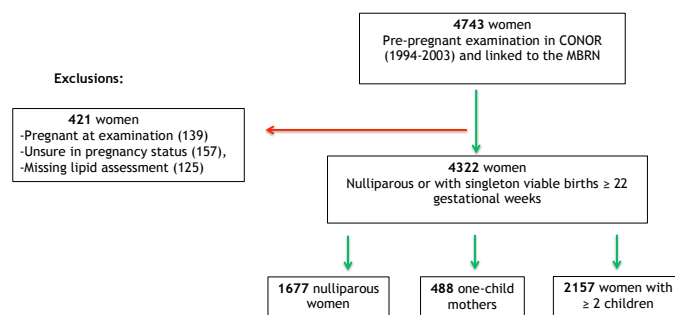 4743 women
Pre-pregnant examination in CONOR
(1994-2003) and linked to the MBRN
Exclusions:
421 women
-Pregnant at examination (139)
-Unsure in pregnancy status (157),
-Missing lipid assessment (125)
4322 women
Nulliparous or with singleton viable births ≥ 22
gestational weeks
1677 nulliparous
women
488 one-child
mothers
2157 women with
≥ 2 children